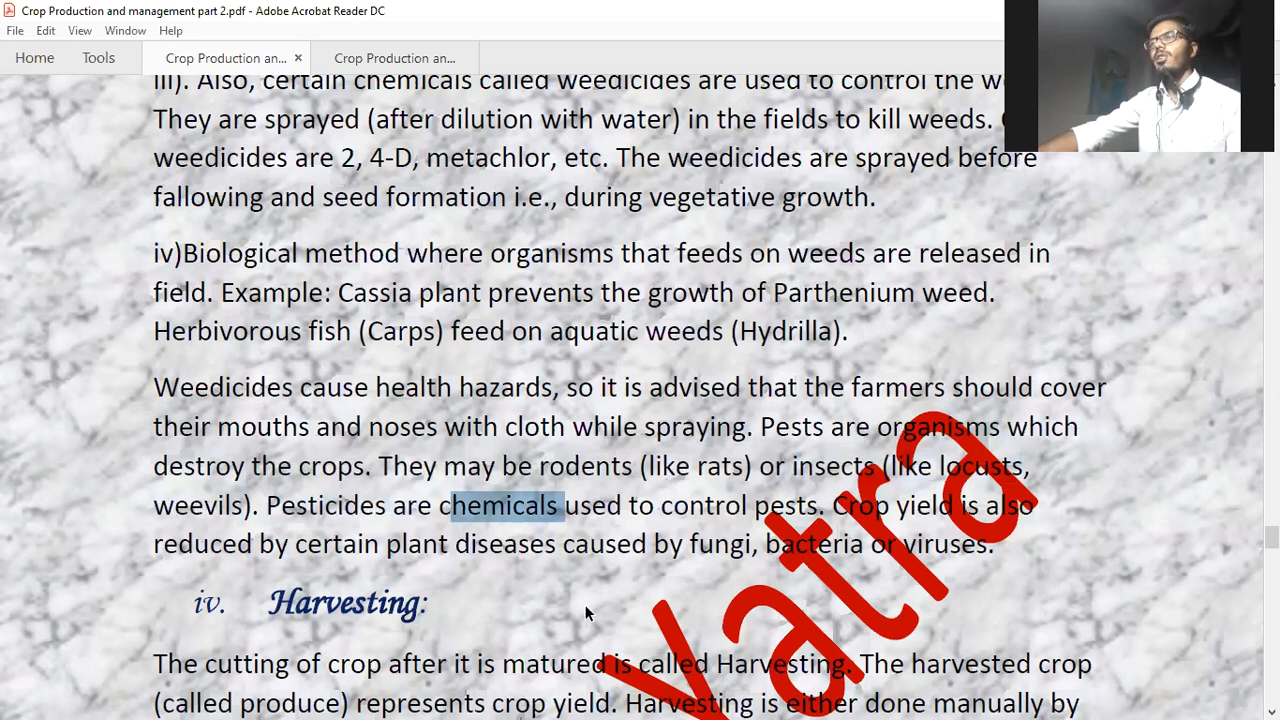 Crop Production and management part 2.pdf - Adobe Acrobat Reader DC
File Edit View Window Help
Home Tools Crop Production an... × Crop Production an...
iii). Also, certain chemicals called weedicides are used to control the
They are sprayed (after dilution with water) in the fields to kill weeds.
weedicides are 2, 4-D, metachlor, etc. The weedicides are sprayed before
fallowing and seed formation i.e., during vegetative growth.
iv)Biological method where organisms that feeds on weeds are released in
field. Example: Cassia plant prevents the growth of Parthenium weed.
Herbivorous fish (Carps) feed on aquatic weeds (Hydrilla).
Weedicides cause health hazards, so it is advised that the farmers should cover
their mouths and noses with cloth while spraying. Pests are organisms which
destroy the crops. They may be rodents (like rats) or insects (like locusts,
weevils). Pesticides are chemicals used to control pests. Crop yield is also
reduced by certain plant diseases caused by fungi, bacteria or viruses.
iv. Harvesting:
The cutting of crop after it is matured is called Harvesting. The harvested crop
(called produce) represents crop yield. Harvesting is either done manually by
Yatra